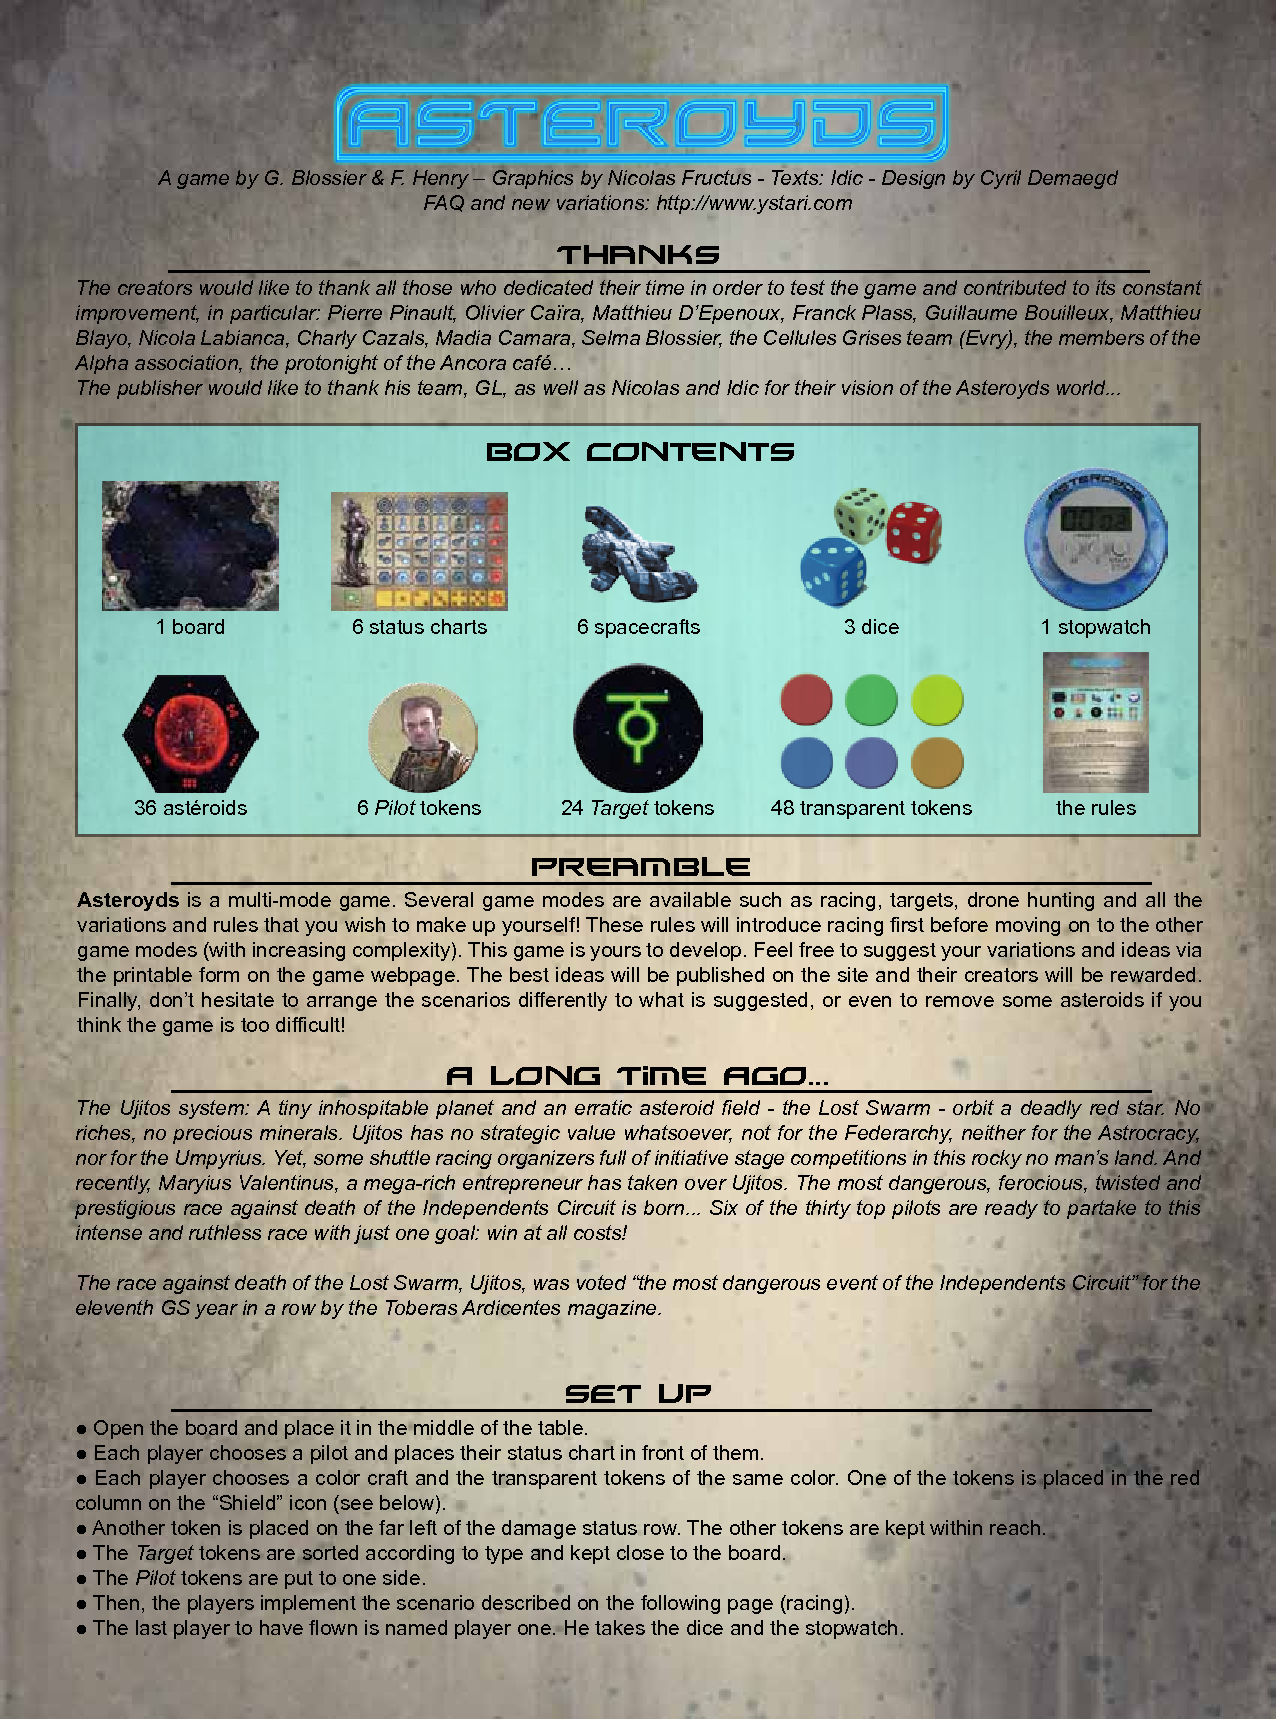 ASTEROYDS
A game by G. Blossier & F. Henry – Graphics by Nicolas Fructus - Texts: Idic - Design by Cyril Demaegd
FAQ and new variations: http://www.ystari.com
THANKS
The creators would like to thank all those who dedicated their time in order to test the game and contributed to its constant
improvement, in particular: Pierre Pinault, Olivier Caïra, Matthieu D'Epenoux, Franck Plass, Guillaume Bouilleux, Matthieu
Blayo, Nicola Labianca, Charly Cazals, Madia Camara, Selma Blossier, the Cellules Grises team (Evry), the members of the
Alpha association, the protonight of the Ancora café…
The publisher would like to thank his team, GL, as well as Nicolas and Idic for their vision of the Asteroyds world...
BOX CONTENTS
ASTEROYDS
1 board
6 status charts
6 spacecrafts
3 dice
1 stopwatch
36 astéroids
6 Pilot tokens
24 Target tokens
48 transparent tokens
the rules
PREAMBLE
Asteroyds is a multi-mode game. Several game modes are available such as racing, targets, drone hunting and all the
variations and rules that you wish to make up yourself! These rules will introduce racing first before moving on to the other
game modes (with increasing complexity). This game is yours to develop. Feel free to suggest your variations and ideas via
the printable form on the game webpage. The best ideas will be published on the site and their creators will be rewarded.
Finally, don't hesitate to arrange the scenarios differently to what is suggested, or even to remove some asteroids if you
think the game is too difficult!
A LONG TiME AGO...
The Ujitos system: A tiny inhospitable planet and an erratic asteroid field - the Lost Swarm - orbit a deadly red star. No
riches, no precious minerals. Ujitos has no strategic value whatsoever, not for the Federarchy, neither for the Astrocracy,
nor for the Umpyrius. Yet, some shuttle racing organizers full of initiative stage competitions in this rocky no man's land. And
recently, Maryius Valentinus, a mega-rich entrepreneur has taken over Ujitos. The most dangerous, ferocious, twisted and
prestigious race against death of the Independents Circuit is born... Six of the thirty top pilots are ready to partake to this
intense and ruthless race with just one goal: win at all costs!
The race against death of the Lost Swarm, Ujitos, was voted “the most dangerous event of the Independents Circuit” for the
eleventh GS year in a row by the Toberas Ardicentes magazine.
SET UP
● Open the board and place it in the middle of the table.
● Each player chooses a pilot and places their status chart in front of them.
● Each player chooses a color craft and the transparent tokens of the same color. One of the tokens is placed in the red
column on the “Shield” icon (see below).
● Another token is placed on the far left of the damage status row. The other tokens are kept within reach.
● The Target tokens are sorted according to type and kept close to the board.
● The Pilot tokens are put to one side.
● Then, the players implement the scenario described on the following page (racing).
● The last player to have flown is named player one. He takes the dice and the stopwatch.